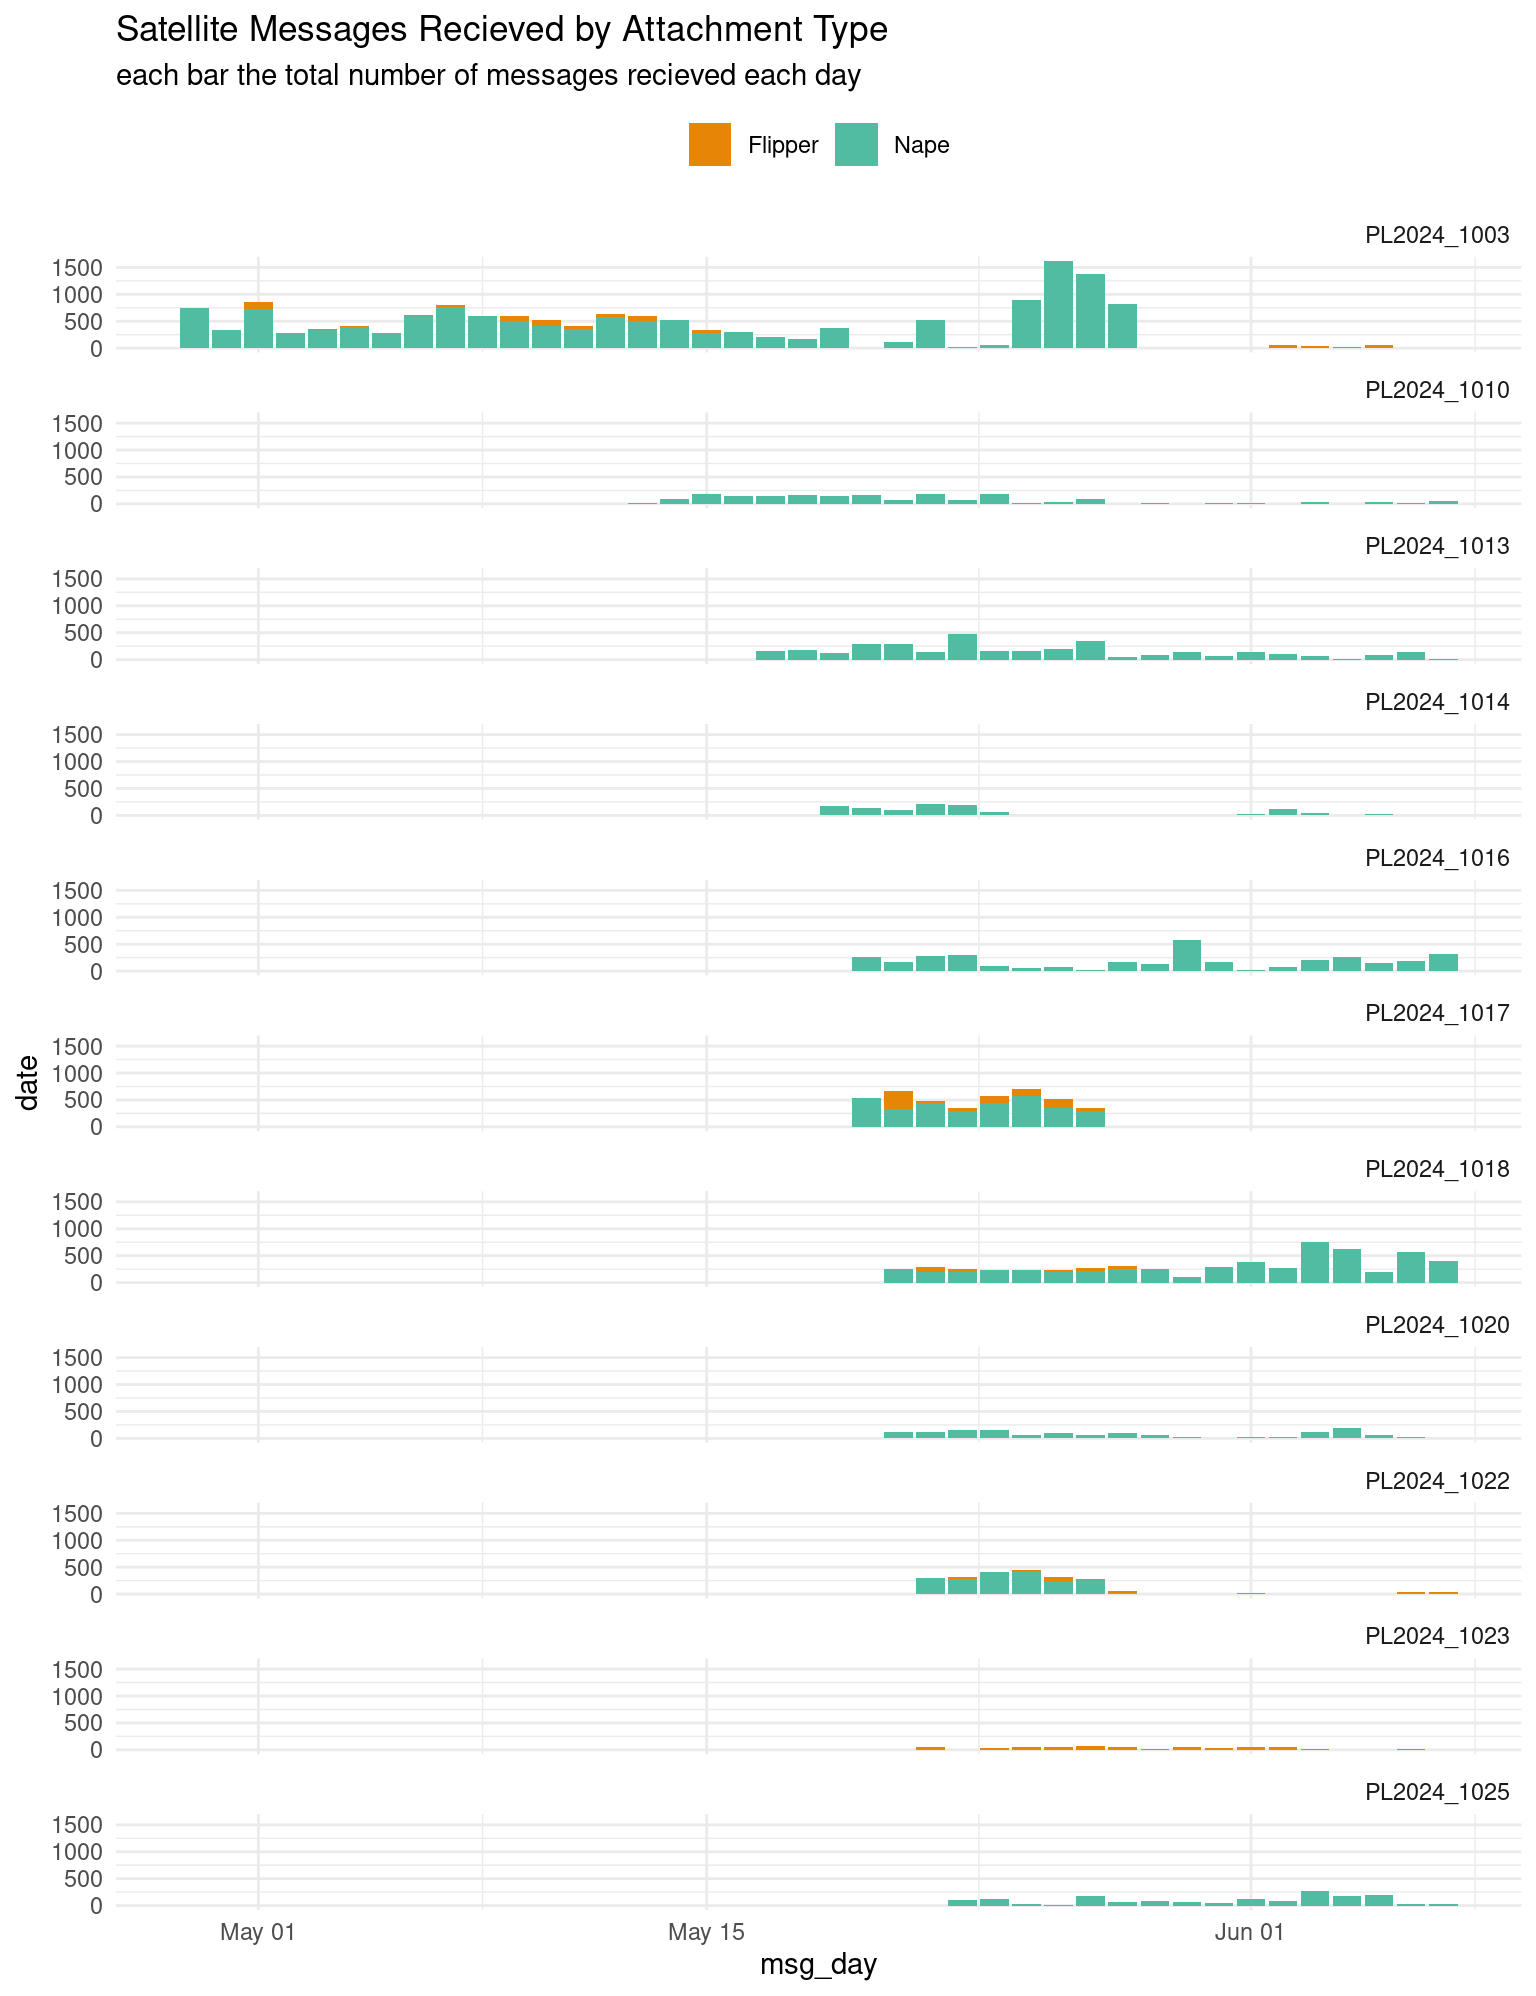 Satellite Messages Recieved by Attachment Type
each bar the total number of messages recieved each day
Flipper Nape
PL2024_1003
1500
1000
500
0
PL2024_1010
1500
1000
500
0
PL2024_1013
1500
1000
500
0
PL2024_1014
1500
1000
500
0
PL2024_1016
1500
1000
500
0
PL2024_1017
1500
1000
500
0
date
PL2024_1018
1500
1000
500
0
PL2024_1020
1500
1000
500
0
PL2024_1022
1500
1000
500
0
PL2024_1023
1500
1000
500
0
PL2024_1025
1500
1000
500
0
May 01 May 15 Jun 01
msg_day